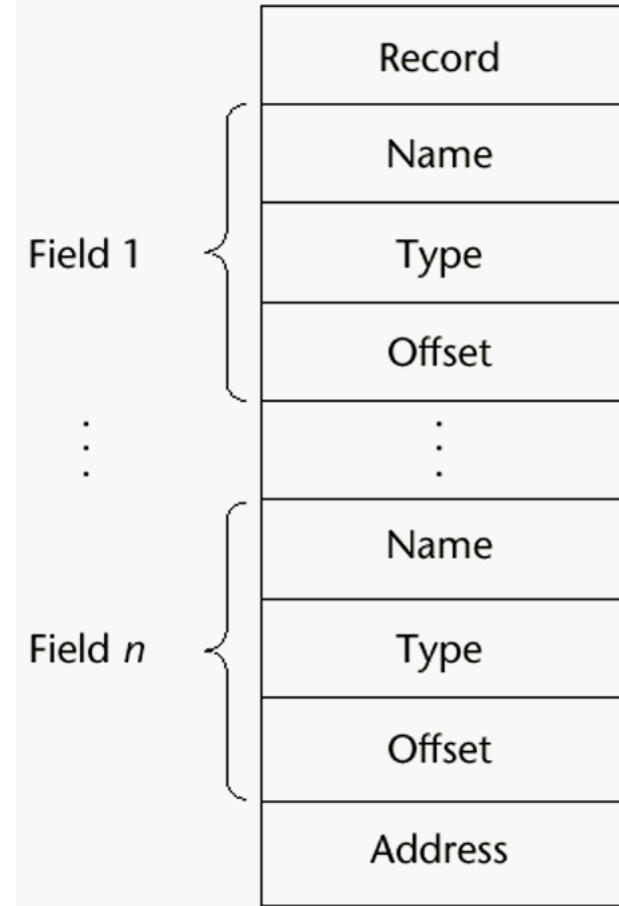 Record
Name
Field 1 Type
Offset
⋮ ⋮
Name
Field n Type
Offset
Address